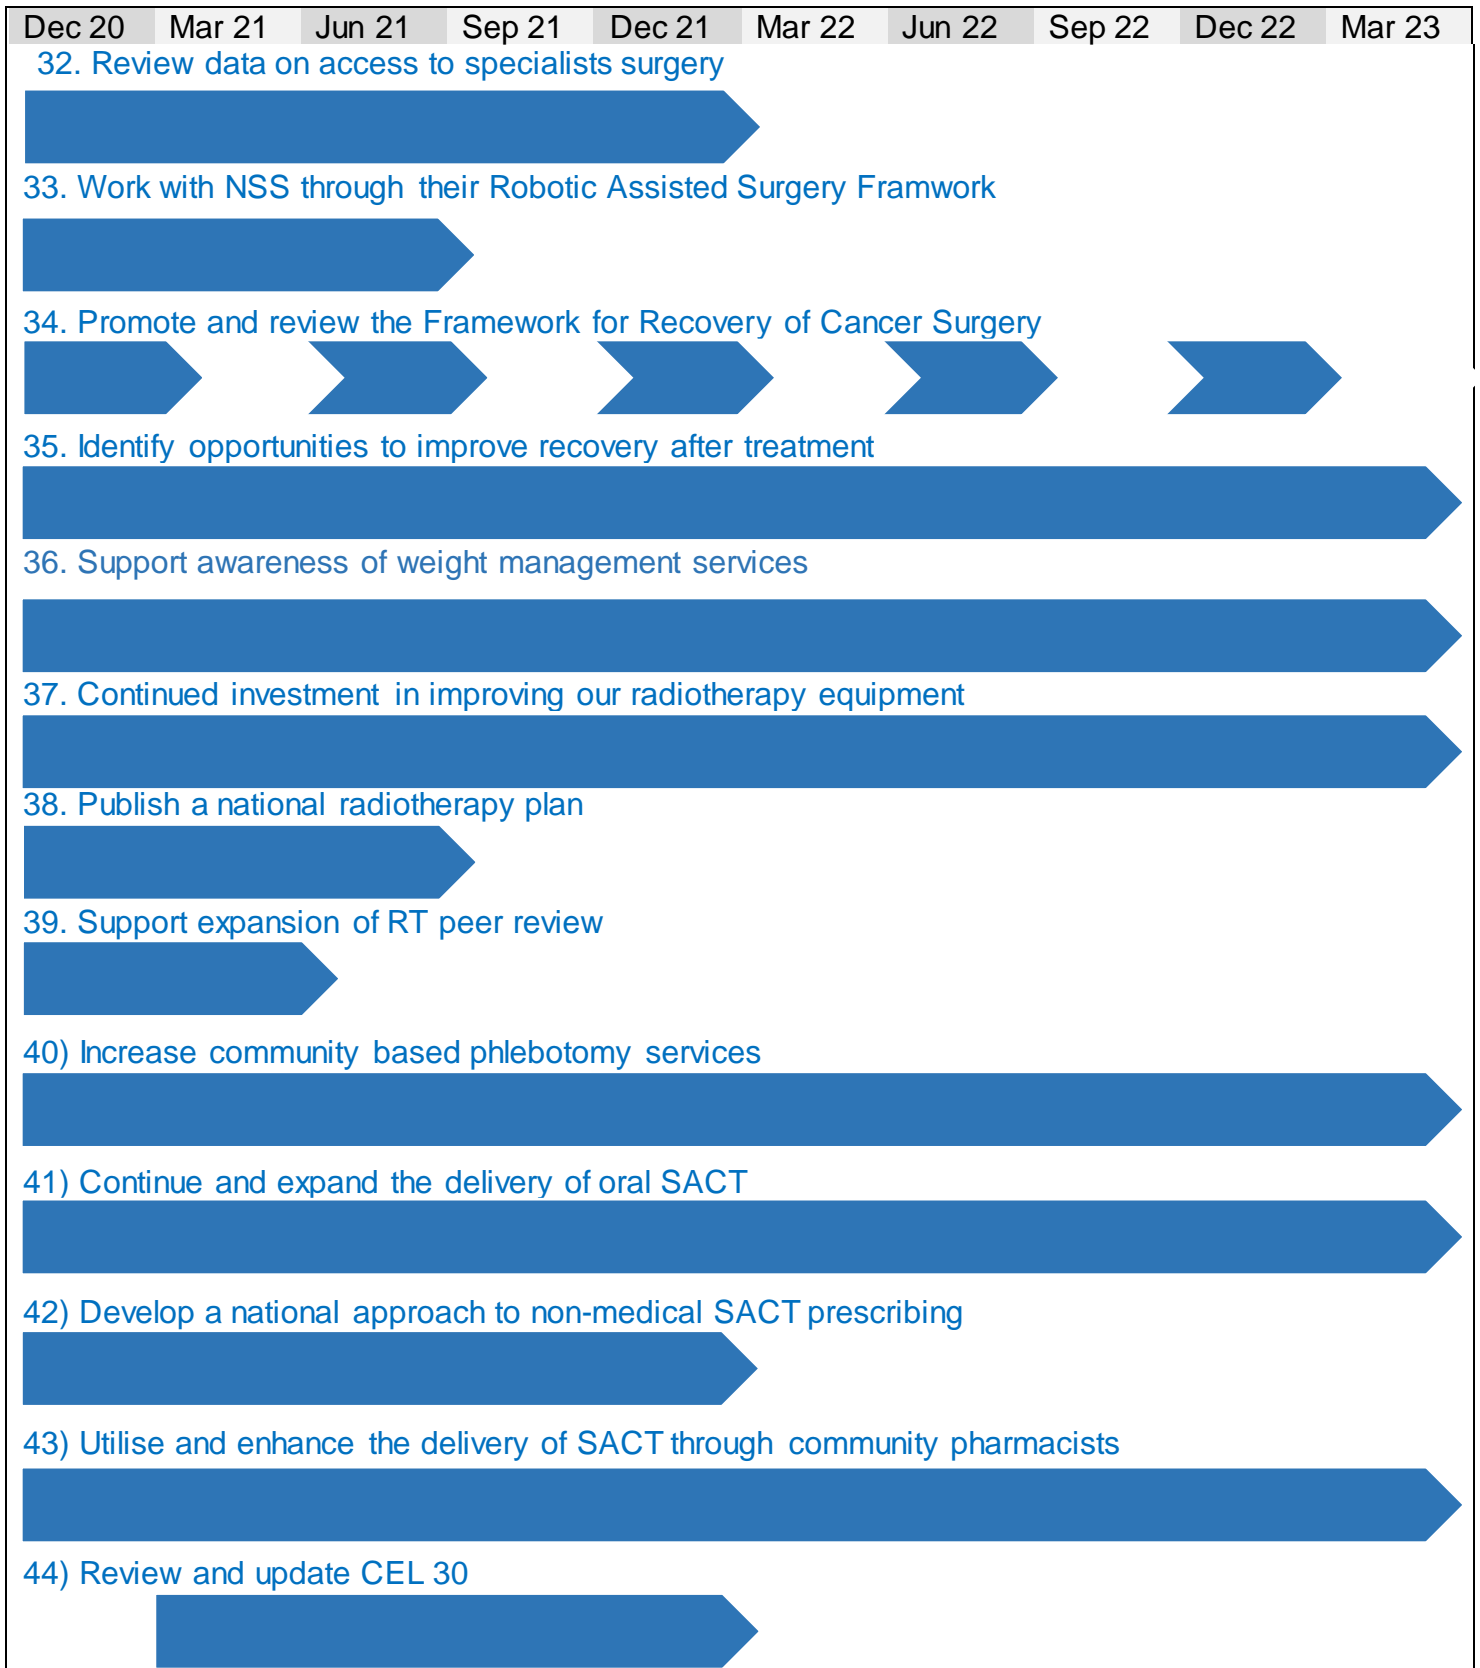 Dec 20 Mar 21 Jun 21 Sep 21 Dec 21 Mar 22 Jun 22 Sep 22 Dec 22 Mar 23
32. Review data on access to specialists surgery
33. Work with NSS through their Robotic Assisted Surgery Framwork
34. Promote and review the Framework for Recovery of Cancer Surgery
35. Identify opportunities to improve recovery after treatment
36. Support awareness of weight management services
37. Continued investment in improving our radiotherapy equipment
38. Publish a national radiotherapy plan
39. Support expansion of RT peer review
40) Increase community based phlebotomy services
41) Continue and expand the delivery of oral SACT
42) Develop a national approach to non-medical SACT prescribing
43) Utilise and enhance the delivery of SACT through community pharmacists
44) Review and update CEL 30